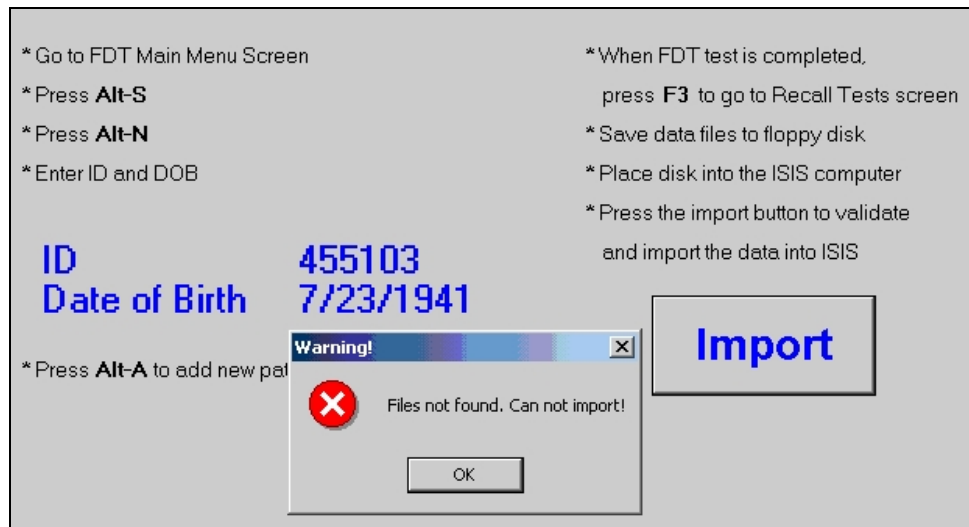 * Go to FDT Main Menu Screen
* Press Alt-S
* Press Alt-N
* Enter ID and DOB
ID 455103
Date of Birth 7/23/1941
* Press Alt-A to add new pat
* When FDT test is completed,
press F3 to go to Recall Tests screen
* Save data files to floppy disk
* Place disk into the ISIS computer
* Press the import button to validate
and import the data into ISIS
Import
Warning!
Files not found. Can not import!
OK